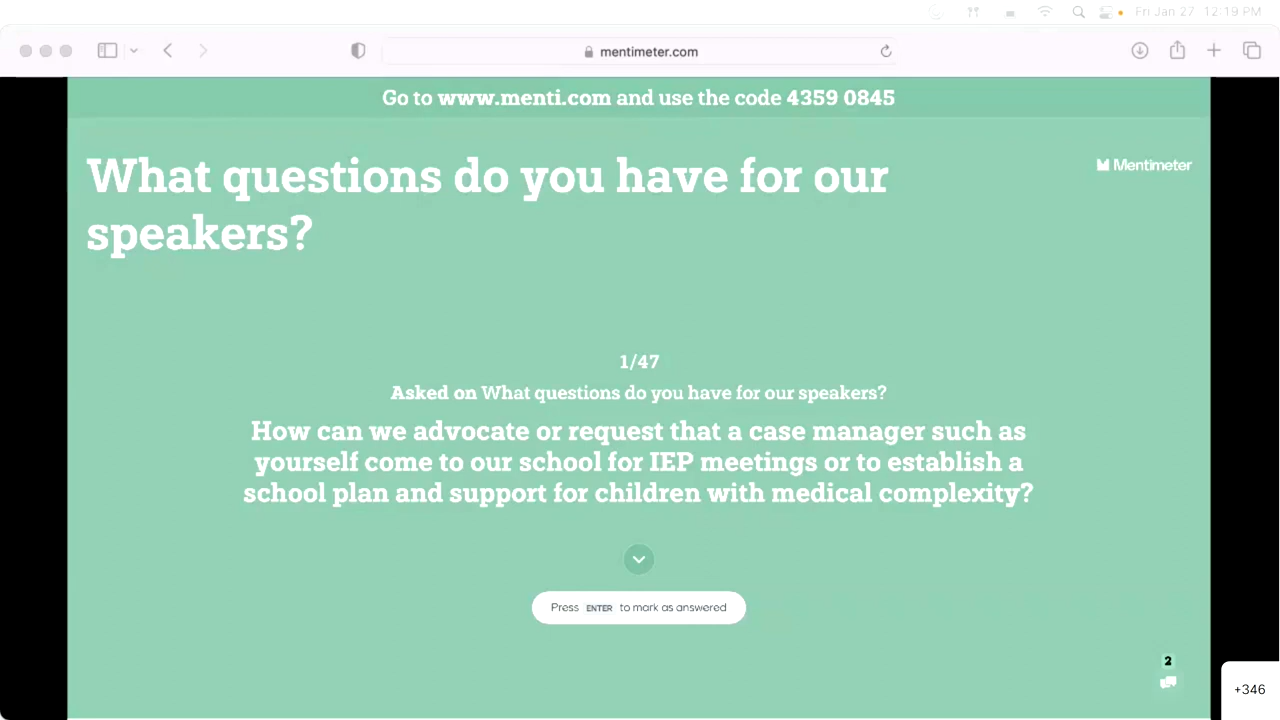 Fri Jan 27 12:19 PM
mentimeter.com
Go to www.menti.com and use the code 4359 0845
What questions do you have for our
speakers?
Mentimeter
1/47
Asked on What questions do you have for our speakers?
How can we advocate or request that a case manager such as
yourself come to our school for IEP meetings or to establish a
school plan and support for children with medical complexity?
Press ENTER to mark as answered
2
+346